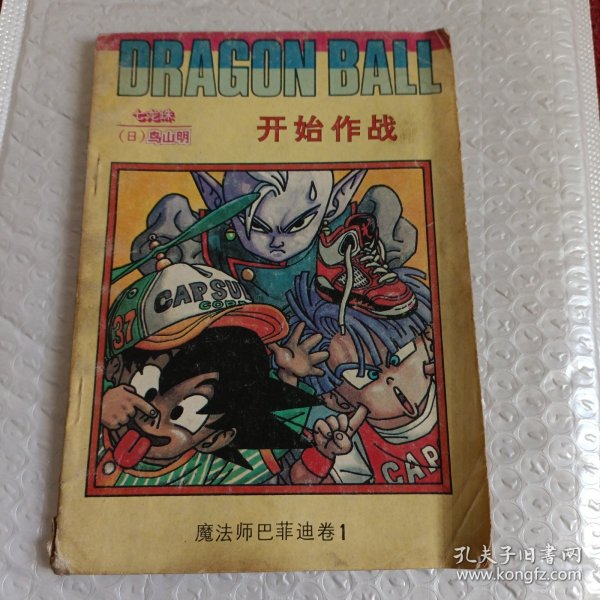 DRAGON BALL
七龙珠
（日）鸟山明
开始作战
CAPSUL
CORP
37
CAP
魔法师巴菲迪卷1
孔夫子旧书网
www.kongfz.com